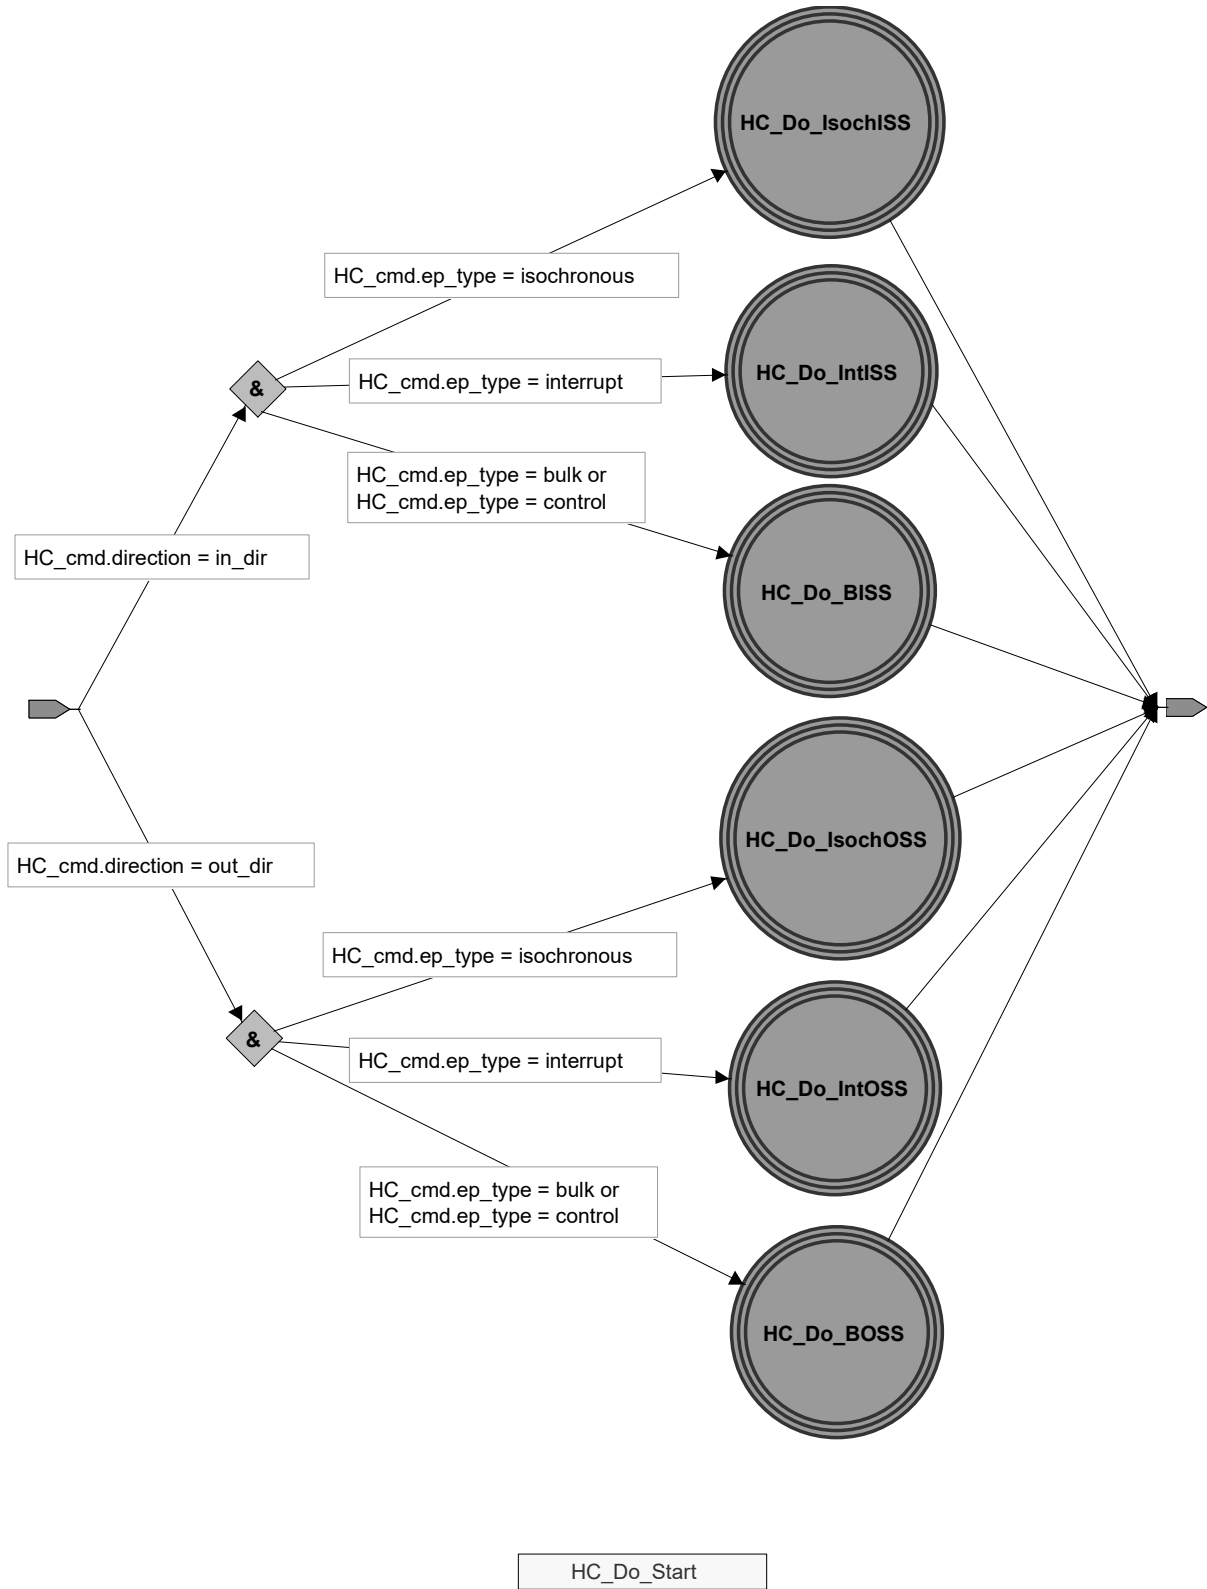 HC_Do_IsochISS
HC_cmd.ep_type = isochronous
HC_Do_IntISS
HC_cmd.ep_type = interrupt
&
HC_cmd.ep_type = bulk or
HC_cmd.ep_type = control
HC_cmd.direction = in_dir
HC_Do_BISS
HC_cmd.direction = out_dir
HC_Do_IsochOSS
HC_cmd.ep_type = isochronous
&
HC_cmd.ep_type = interrupt
HC_Do_IntOSS
HC_cmd.ep_type = bulk or
HC_cmd.ep_type = control
HC_Do_BOSS
HC_Do_Start